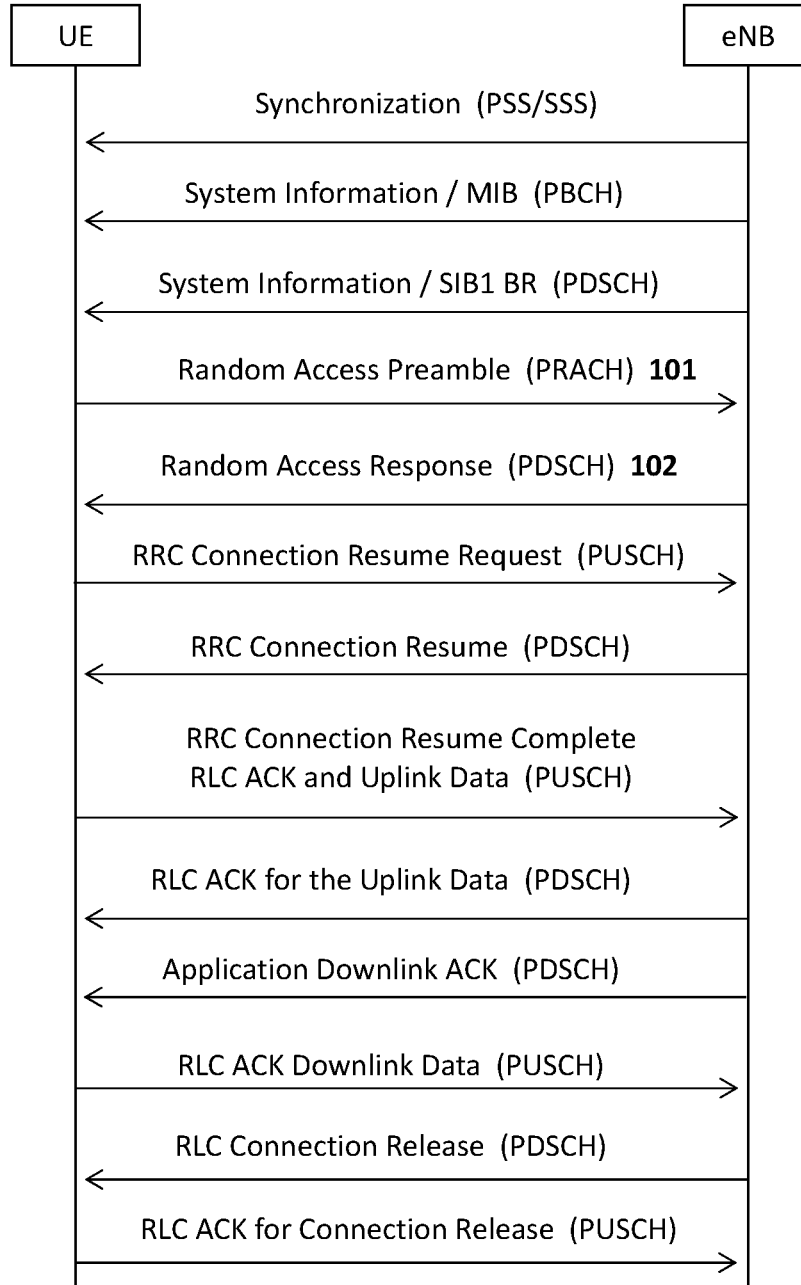 UE
eNB
Synchronization (PSS/SSS)
System Information / MIB (PBCH)
System Information / SIB1 BR (PDSCH)
Random Access Preamble (PRACH) 101
Random Access Response (PDSCH) 102
RRC Connection Resume Request (PUSCH)
RRC Connection Resume (PDSCH)
RRC Connection Resume Complete
RLC ACK and Uplink Data (PUSCH)
RLC ACK for the Uplink Data (PDSCH)
Application Downlink ACK (PDSCH)
RLC ACK Downlink Data (PUSCH)
RLC Connection Release (PDSCH)
RLC ACK for Connection Release (PUSCH)